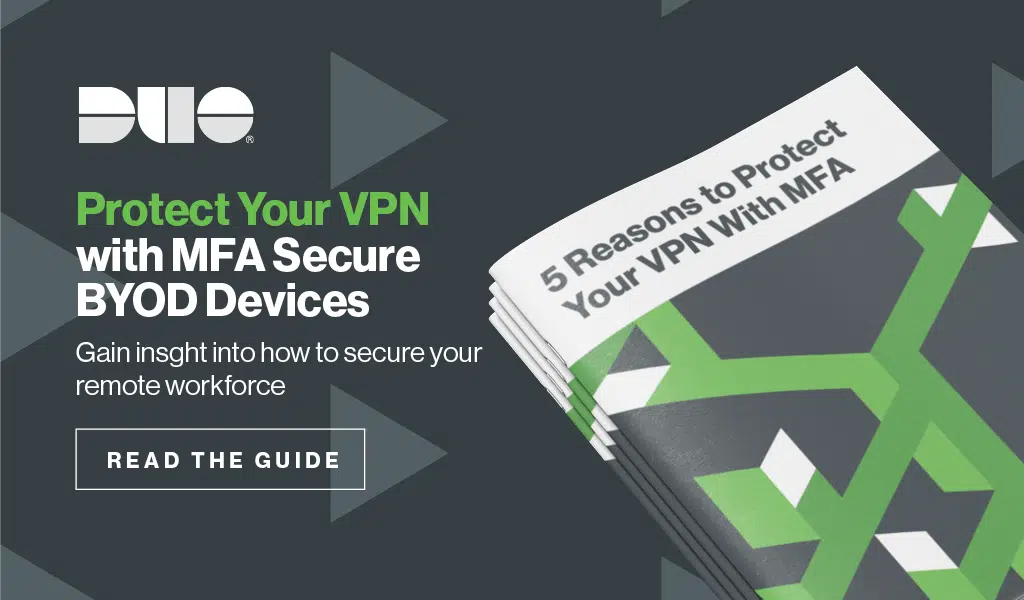 DUO®
Protect Your VPN
with MFA Secure
BYOD Devices
Gain insght into how to secure your
remote workforce
READ THE GUIDE
5 Reasons to Protect
Your VPN With MFA